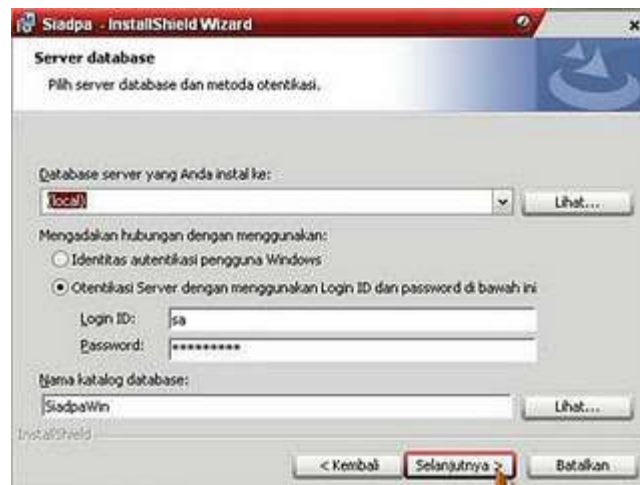 Siadpa - InstallShield Wizard
Server database
Pilih server database dan metoda otentikasi.
Database server yang Anda instal ke:
(local)
Lihat...
Mengadakan hubungan dengan menggunakan:
Identitas autentikasi pengguna Windows
Otentikasi Server dengan menggunakan Login ID dan password di bawah ini
Login ID: sa
Password: *********
Nama katalog database:
SiadpaWin
Lihat...
InstallShield
< Kembali
Selanjutnya >
Batalkan